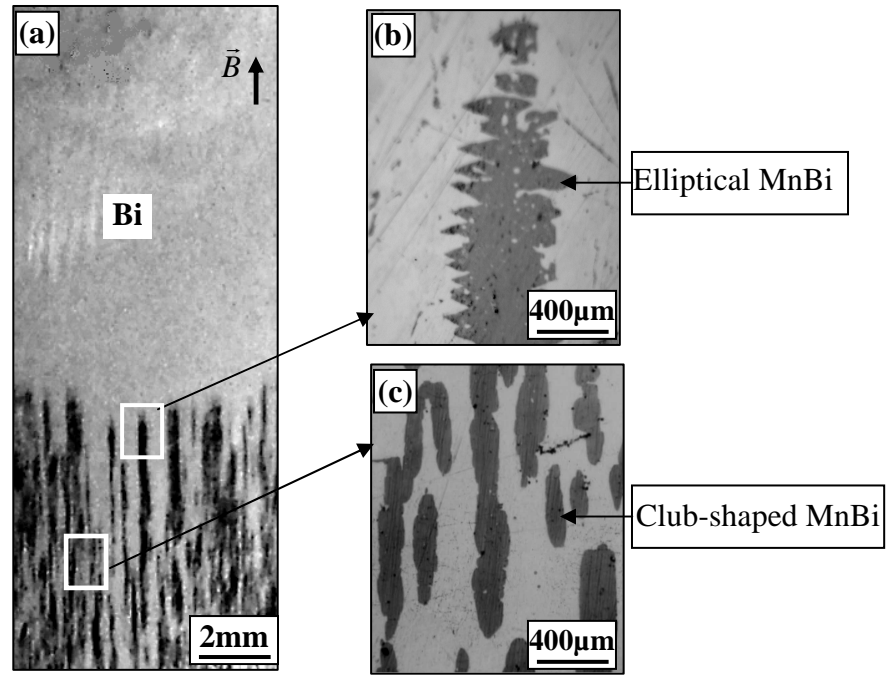 (a)
B⃗
Bi
2mm
(b)
Elliptical MnBi
400µm
(c)
Club-shaped MnBi
400µm